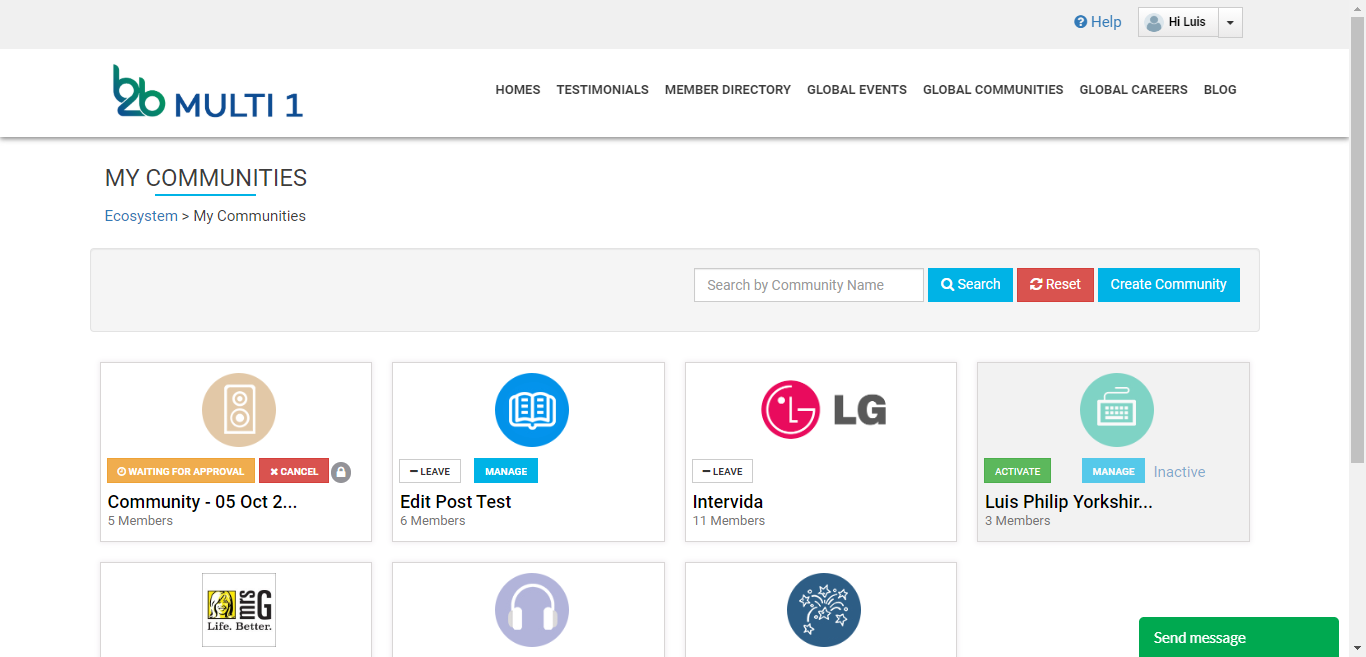 Help
Hi Luis
b2b MULTI 1
HOMES TESTIMONIALS MEMBER DIRECTORY GLOBAL EVENTS GLOBAL COMMUNITIES GLOBAL CAREERS BLOG
MY COMMUNITIES
Ecosystem > My Communities
Search by Community Name Search Reset Create Community
LG
WAITING FOR APPROVAL CANCEL
Community - 05 Oct 2...
5 Members
LEAVE MANAGE
Edit Post Test
6 Members
LEAVE
Intervida
11 Members
ACTIVATE MANAGE Inactive
Luis Philip Yorkshir...
3 Members
mrs G
Life. Better.
Send message